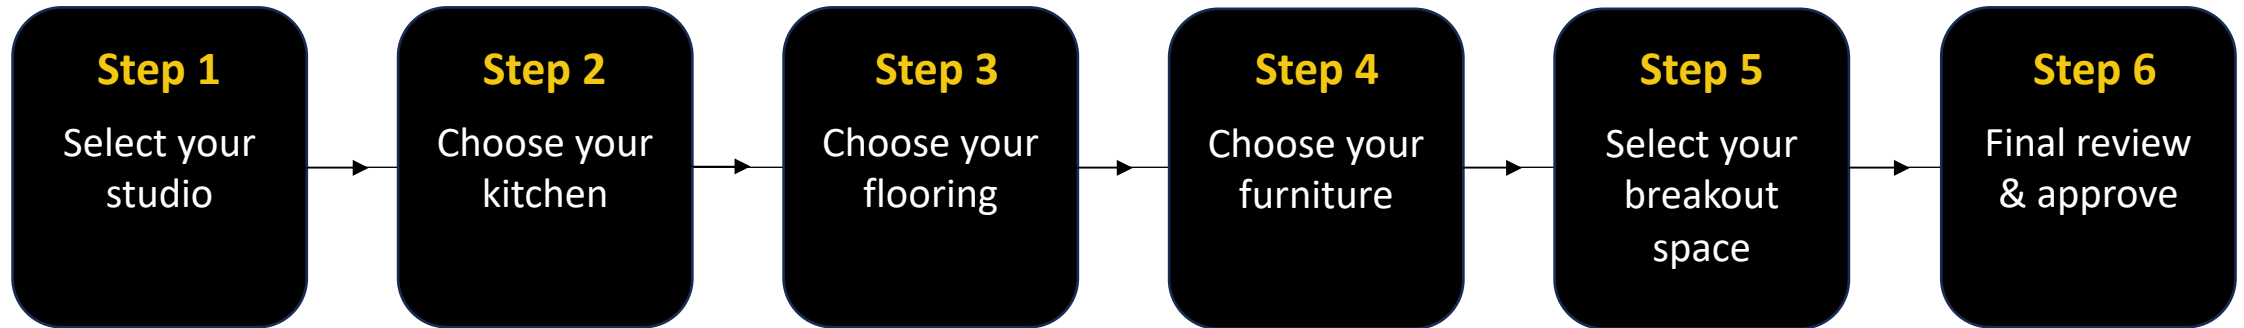 Step 1
Select your
studio
Step 2
Choose your
kitchen
Step 3
Choose your
flooring
Step 4
Choose your
furniture
Step 5
Select your
breakout
space
Step 6
Final review
& approve